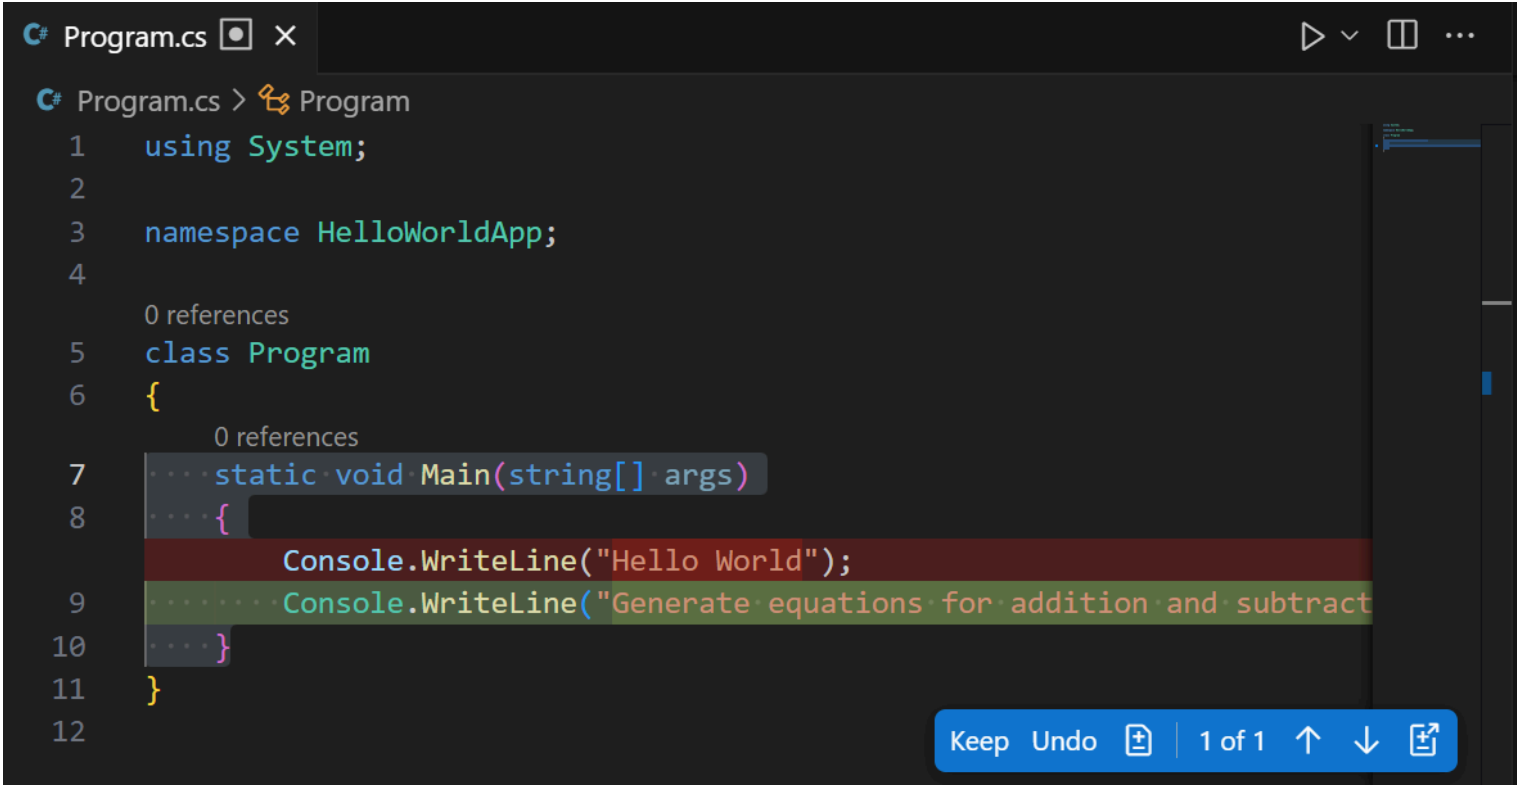 C# Program.cs
C# Program.cs > Program
1 using System;
2
3 namespace HelloWorldApp;
4
0 references
5 class Program
6 {
0 references
7 static void Main(string[] args)
8 {
Console.WriteLine("Hello World");
9 Console.WriteLine("Generate equations for addition and subtract
10 }
11 }
12
Keep Undo 1 of 1